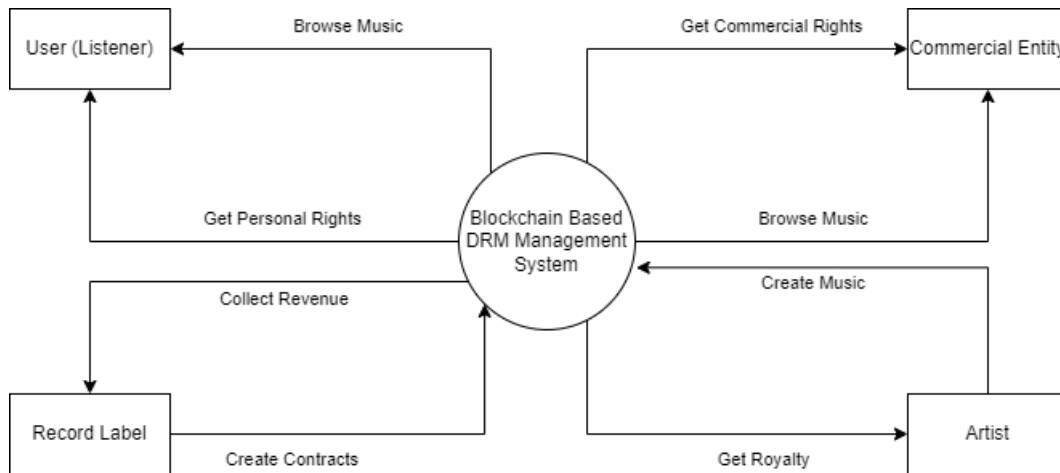 Browse Music
Get Commercial Rights
User (Listener)
Commercial Entity
Get Personal Rights
Blockchain Based
DRM Management
System
Browse Music
Collect Revenue
Create Music
Record Label
Artist
Create Contracts
Get Royalty